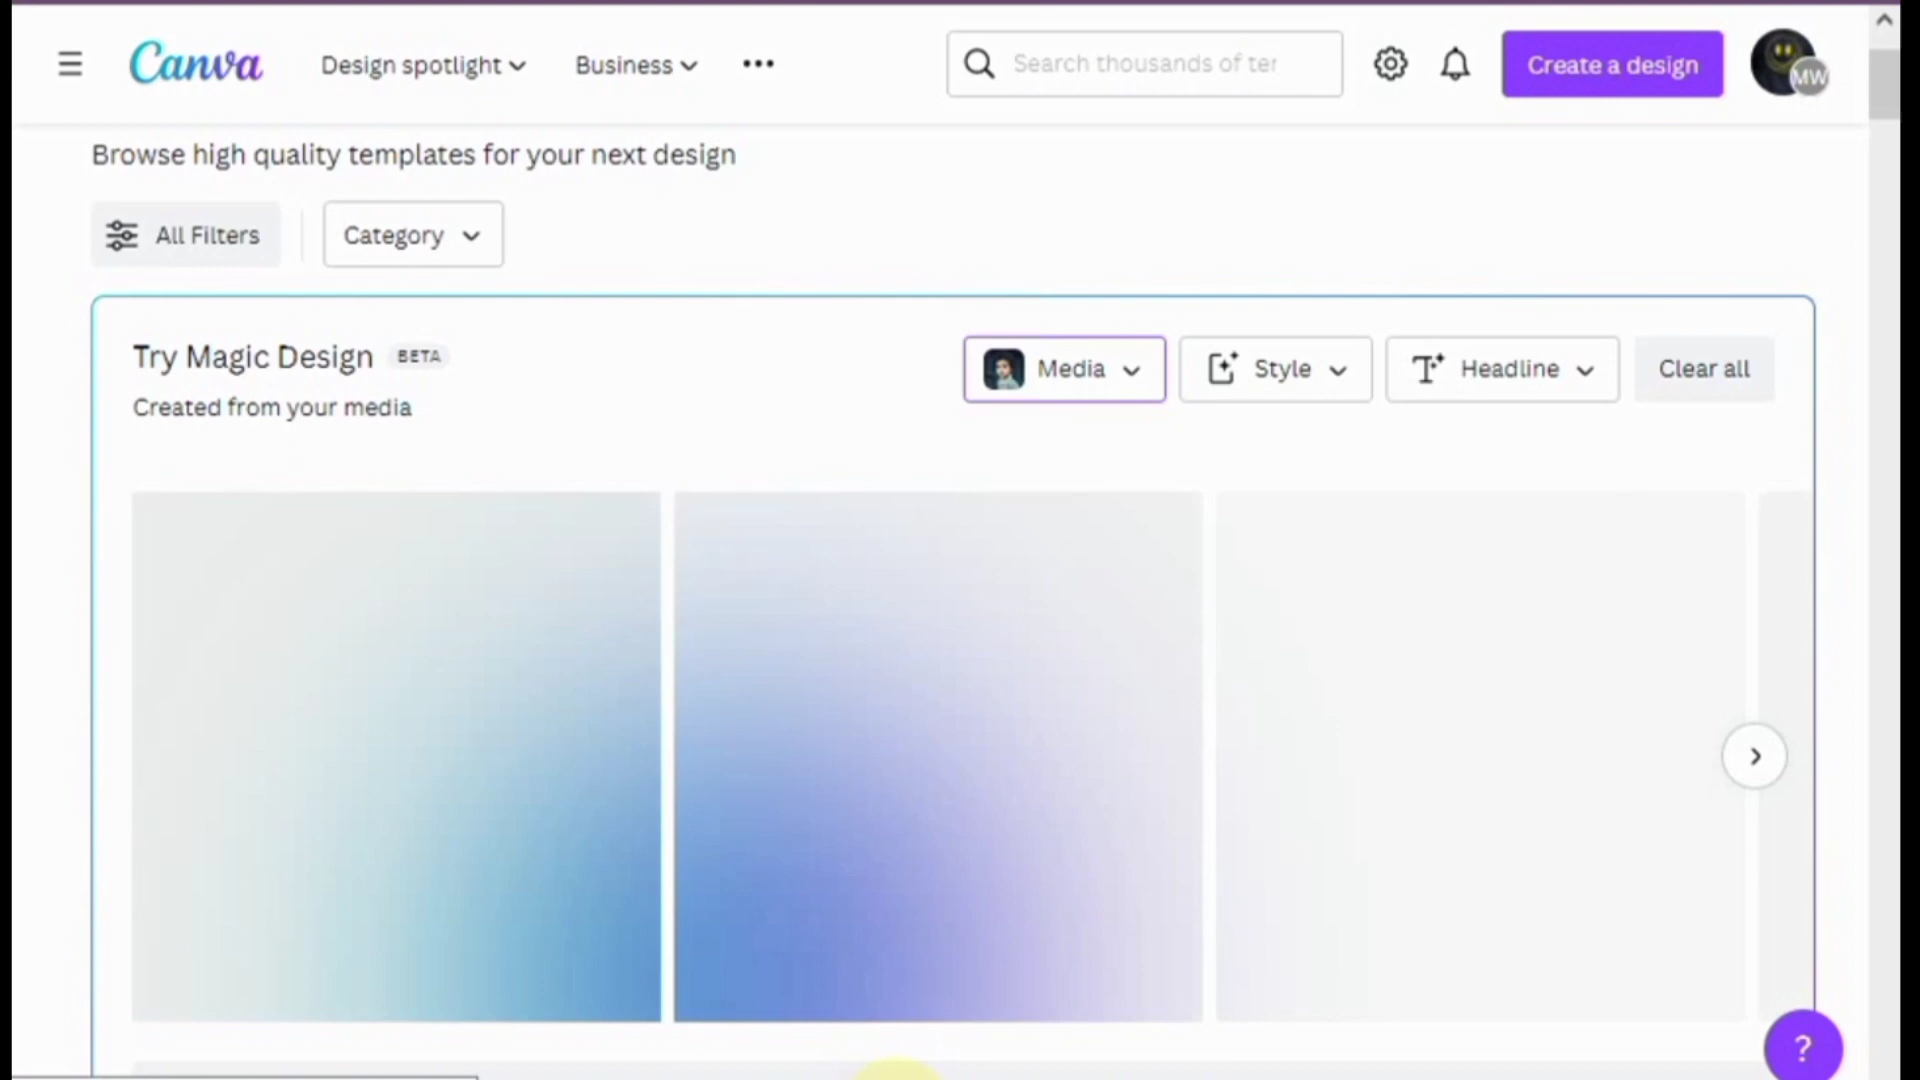 Canva
Design spotlight
Business
Search thousands of ter
Create a design
MW
Browse high quality templates for your next design
All Filters
Category
Try Magic Design BETA
Media
Style
Headline
Clear all
Created from your media
?